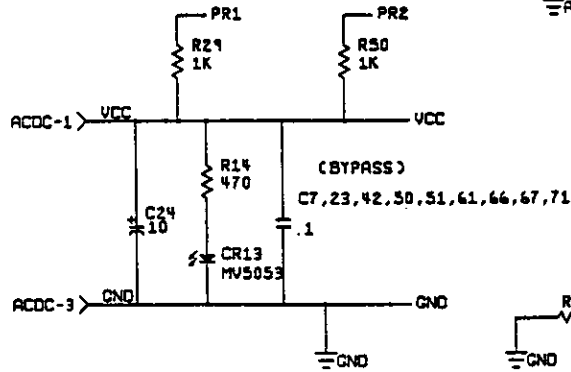 PR1
PR2
R29
1K
R50
1K
ACDC-1
VCC
VCC
R14
470
(BYPASS)
C7,23,42,50,51,61,66,67,71
C24
10
.1
CR13
MV5053
ACDC-3
GND
GND
R
GND
GND